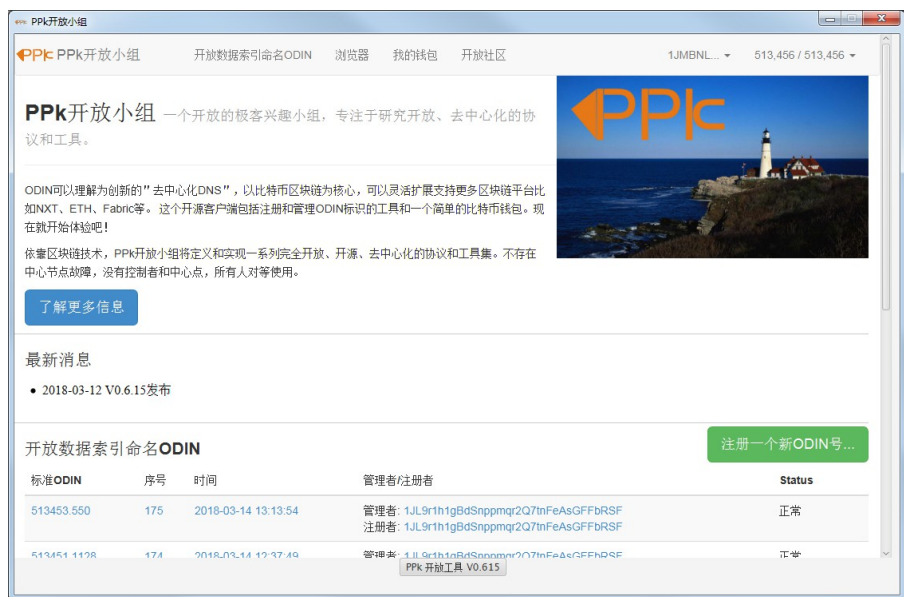 PPk开放小组
PPk PPk开放小组 开放数据索引命名ODIN 浏览器 我的钱包 开放社区 1JMBNL... 513,456 / 513,456
PPk
PPk开放小组 一个开放的极客兴趣小组，专注于研究开放、去中心化的协
议和工具。
ODIN可以理解为创新的"去中心化DNS"，以比特币区块链为核心，可以灵活扩展支持更多区块链平台比
如NXT、ETH、Fabric等。 这个开源客户端包括注册和管理ODIN标识的工具和一个简单的比特币钱包。现
在就开始体验吧！
依靠区块链技术，PPk开放小组将定义和实现一系列完全开放、开源、去中心化的协议和工具集。不存在
中心节点故障，没有控制者和中心点，所有人对等使用。
了解更多信息
最新消息
2018-03-12 V0.6.15发布
开放数据索引命名ODIN 注册一个新ODIN号...
标准ODIN 序号 时间 管理者/注册者 Status
513453.550 175 2018-03-14 13:13:54 管理者: 1JL9r1h1gBdSnppmqr2Q7tnFeAsGFFbRSF 正常
注册者: 1JL9r1h1gBdSnppmqr2Q7tnFeAsGFFbRSF
513451.1128 174 2018-03-14 12:37:49 管理者: 1JL9r1h1gBdSnppmqr2Q7tnFeAsGFFbRSF 正常
PPk 开放工具 V0.615